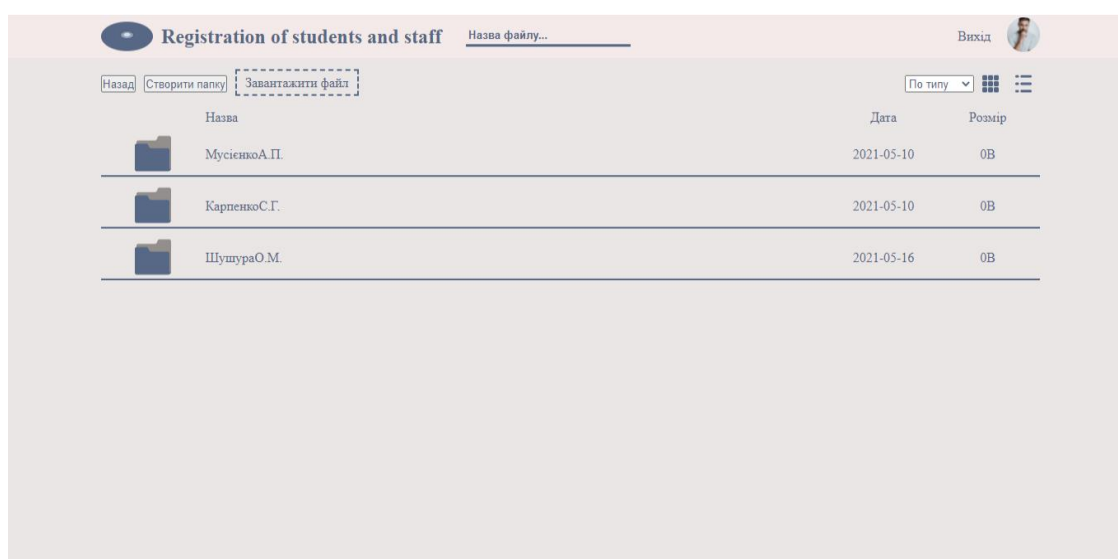 Registration of students and staff Назва файлу... Вихід
Назад Створити папку Завантажити файл По типу
Назва Дата Розмір
МусієнкоА.П. 2021-05-10 0B
КарпенкоС.Г. 2021-05-10 0B
ШушураО.М. 2021-05-16 0B